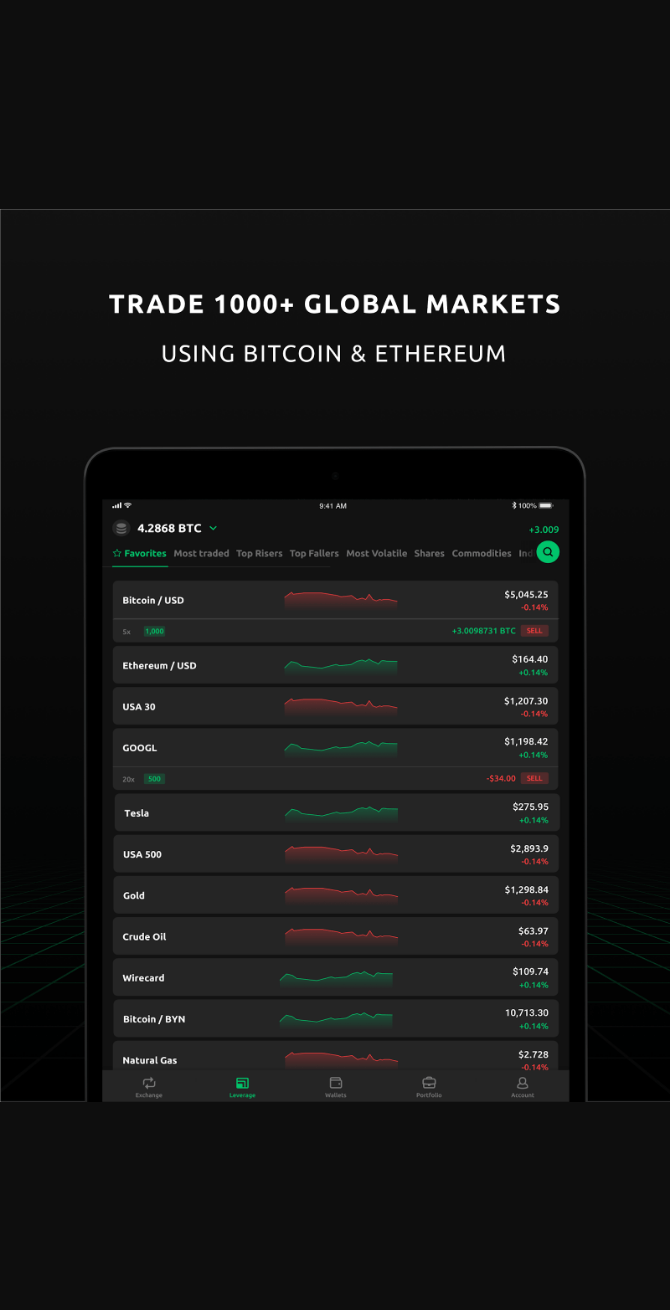 TRADE 1000+ GLOBAL MARKETS
USING BITCOIN & ETHEREUM
9:41 AM 100%
4.2868 BTC +3.009
Favorites Most traded Top Risers Top Fallers Most Volatile Shares Commodities Ind
Bitcoin / USD $5,045.25
-0.14%
5x 1,000 +3.0098731 BTC SELL
Ethereum / USD $164.40
+0.14%
USA 30 $1,207.30
-0.14%
GOOGL $1,198.42
+0.14%
20x 500 -$34.00 SELL
Tesla $275.95
+0.14%
USA 500 $2,893.9
-0.14%
Gold $1,298.84
-0.14%
Crude Oil $63.97
-0.14%
Wirecard $109.74
+0.14%
Bitcoin / BYN 10,713.30
+0.14%
Natural Gas $2.728
-0.14%
Exchange Leverage Wallets Portfolio Account